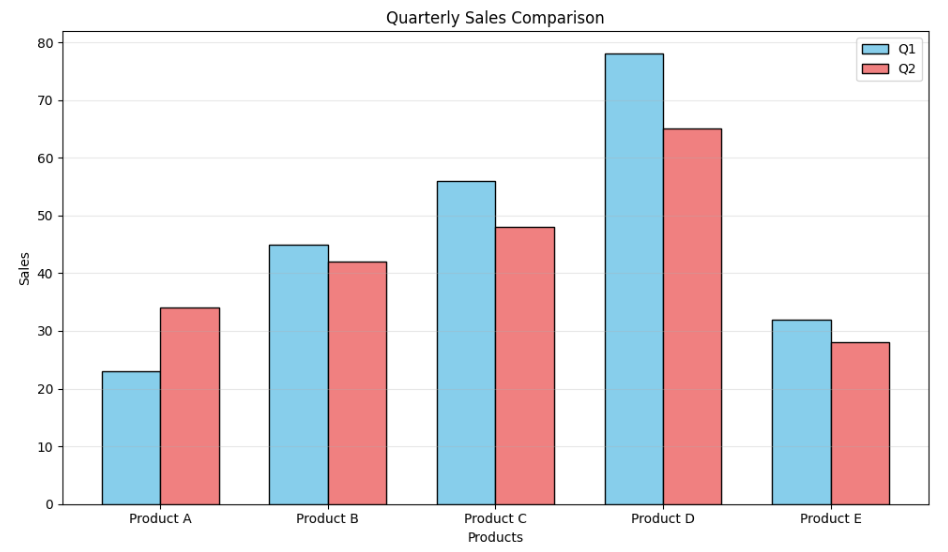 Quarterly Sales Comparison
80
70
60
50
40
30
20
10
0
Sales
Q1
Q2
Product A
Product B
Product C
Product D
Product E
Products